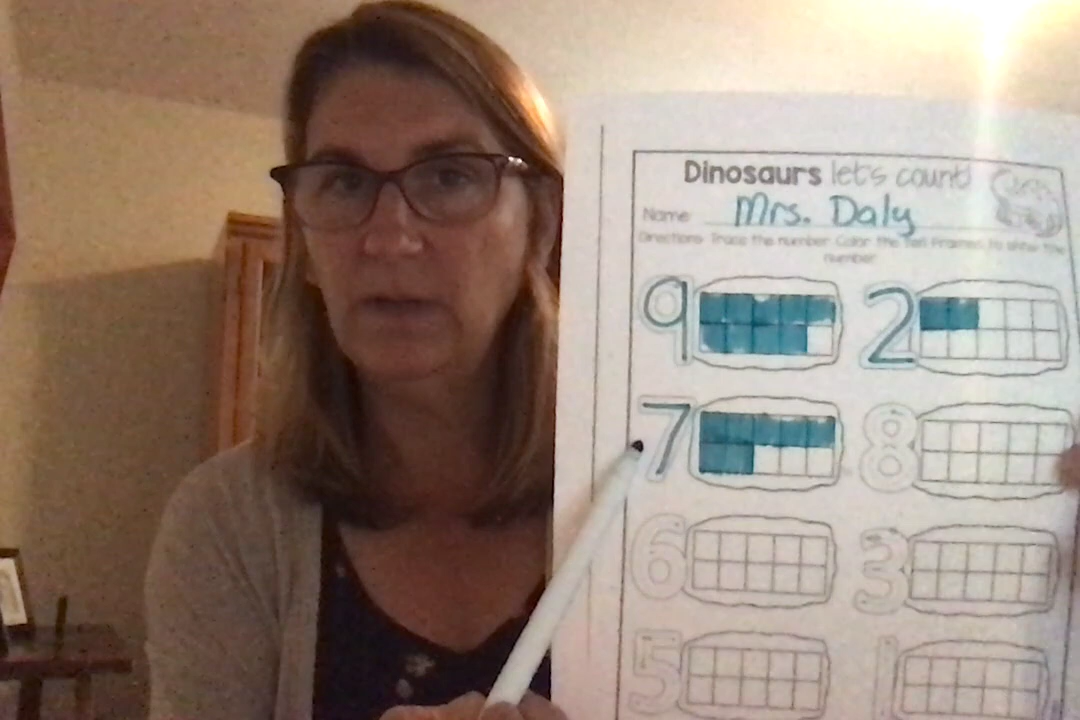 Dinosaurs let's count!
Name Mrs. Daly
Directions: Trace the number. Color the Ten Frames to show the
number
9 2
7 8
6 3
5 1